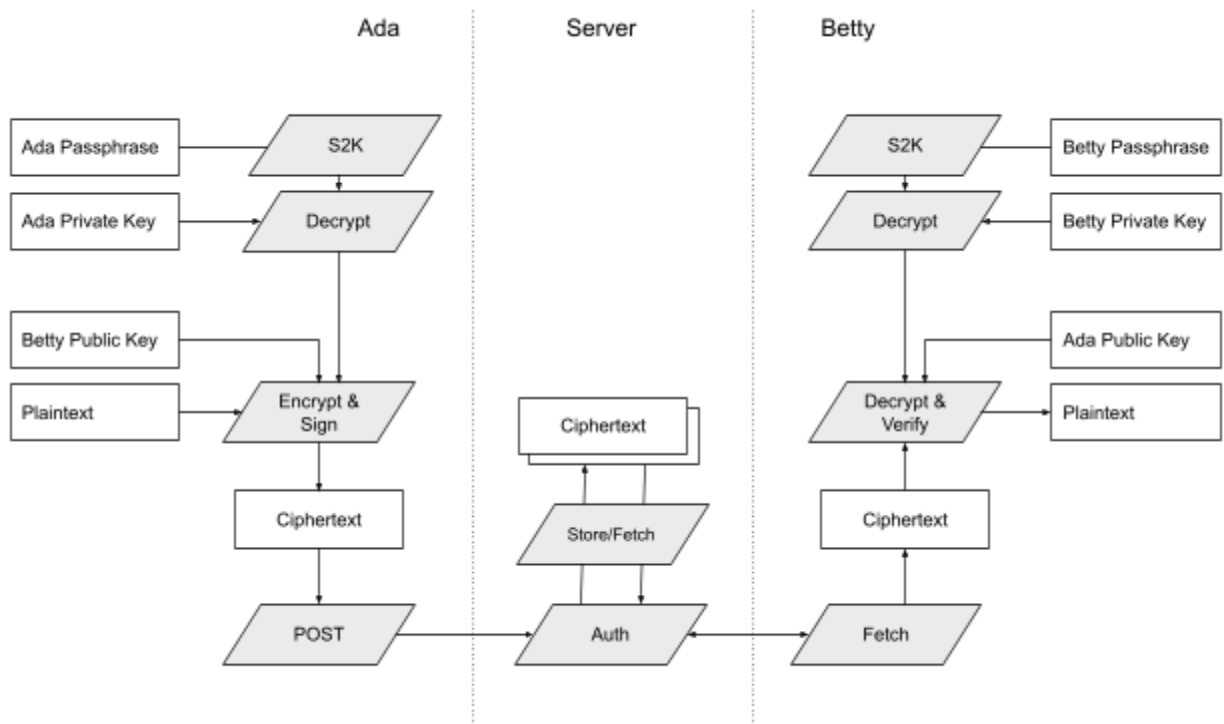 Ada
Server
Betty
Ada Passphrase
S2K
S2K
Betty Passphrase
Ada Private Key
Decrypt
Decrypt
Betty Private Key
Betty Public Key
Ada Public Key
Plaintext
Encrypt &
Sign
Ciphertext
Decrypt &
Verify
Plaintext
Ciphertext
Store/Fetch
Ciphertext
POST
Auth
Fetch